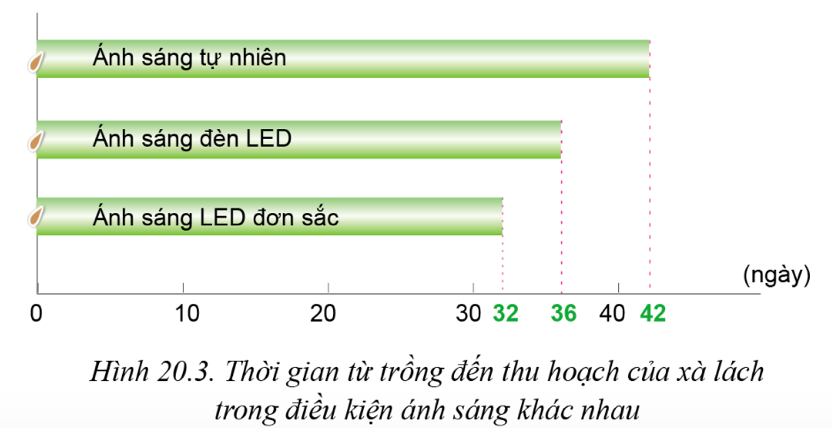 Ánh sáng tự nhiên
Ánh sáng đèn LED
Ánh sáng LED đơn sắc
(ngày)
0 10 20 30 32 36 40 42
Hình 20.3. Thời gian từ trồng đến thu hoạch của xà lách
trong điều kiện ánh sáng khác nhau